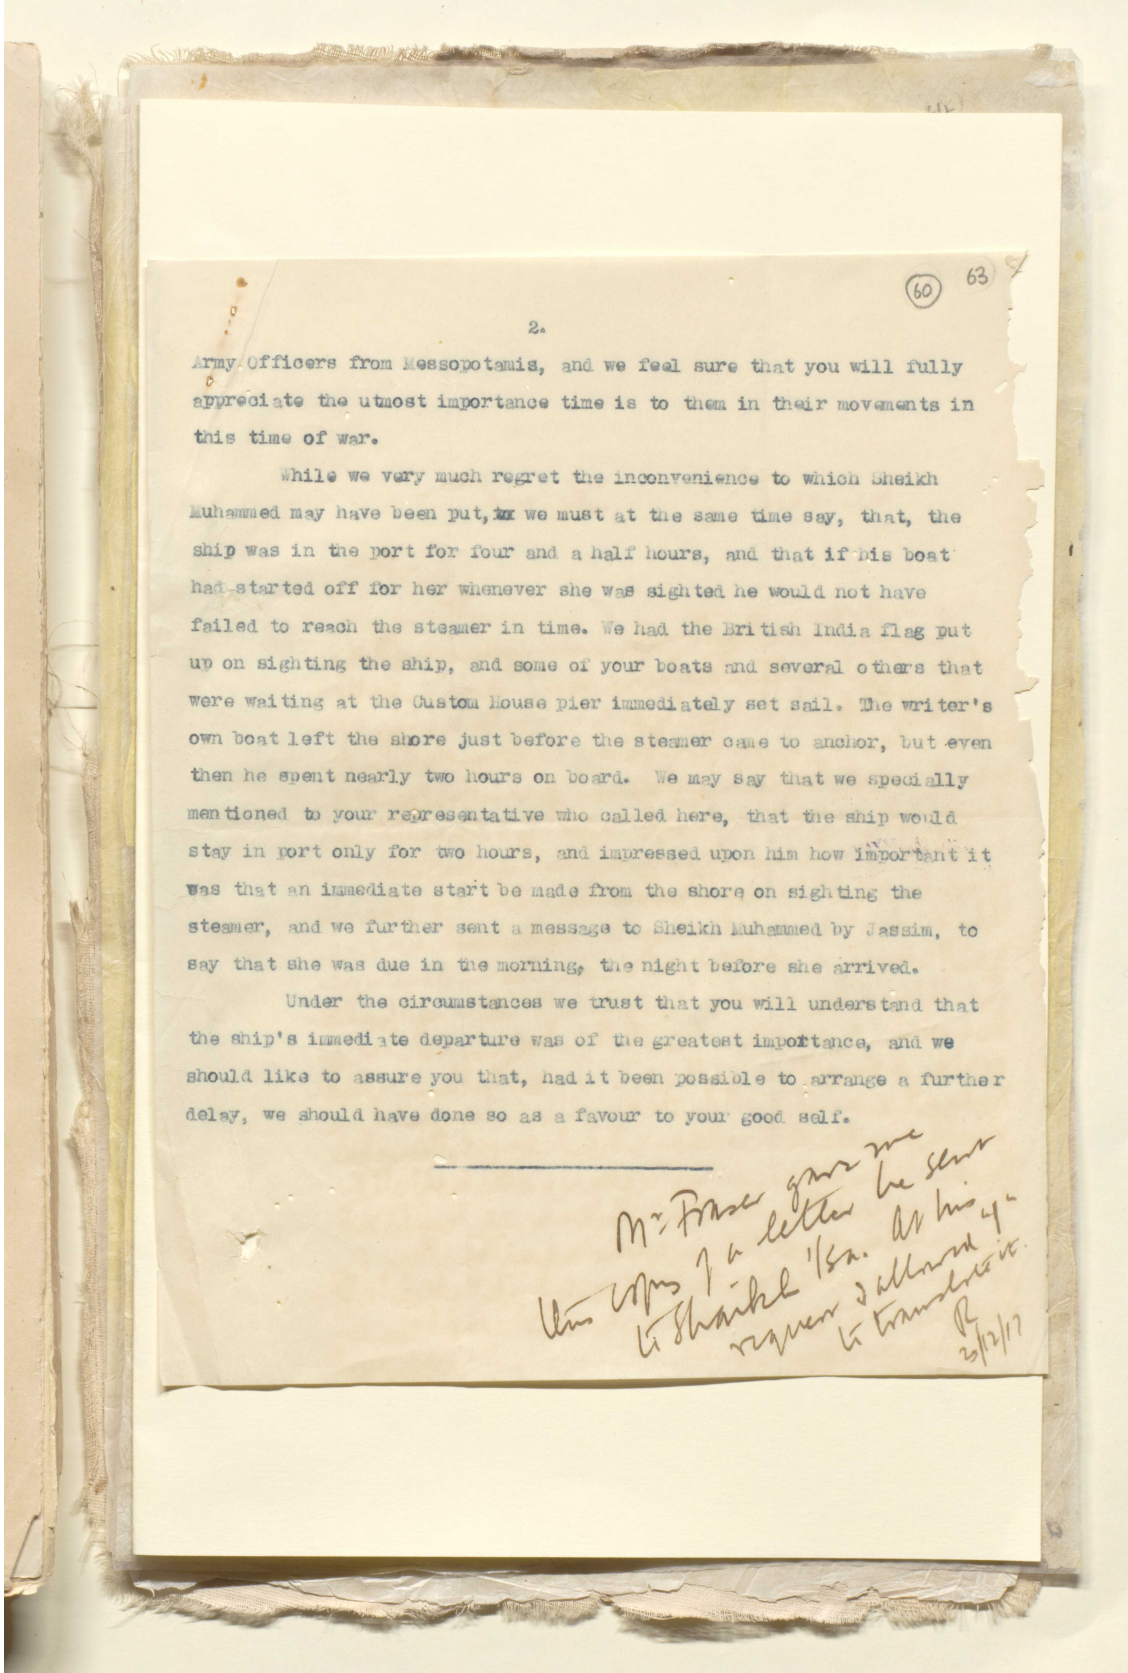 60
63
2.
Army Officers from Messopotamis, and we feel sure that you will fully
appreciate the utmost importance time is to them in their movements in
this time of war.
While we very much regret the inconvenience to which Sheikh
Muhammed may have been put, we must at the same time say, that, the
ship was in the port for four and a half hours, and that if his boat
had started off for her whenever she was sighted he would not have
failed to reach the steamer in time. We had the British India flag put
up on sighting the ship, and some of your boats and several others that
were waiting at the Custom House pier immediately set sail. The writer's
own boat left the shore just before the steamer came to anchor, but even
then he spent nearly two hours on board. We may say that we specially
mentioned to your representative who called here, that the ship would
stay in port only for two hours, and impressed upon him how important it
was that an immediate start be made from the shore on sighting the
steamer, and we further sent a message to Sheikh Muhammed by Jassim, to
say that she was due in the morning, the night before she arrived.
Under the circumstances we trust that you will understand that
the ship's immediate departure was of the greatest importance, and we
should like to assure you that, had it been possible to arrange a further
delay, we should have done so as a favour to your good self.
Mr Fraser gave me
this copy of a letter he sent
to Shaikh 'Isa. At his
request I allowed "Y"
to translate it.
R
20/12/17